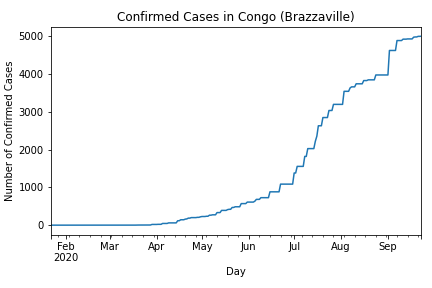 Confirmed Cases in Congo (Brazzaville)
Number of Confirmed Cases
5000
4000
3000
2000
1000
0
Feb Mar Apr May Jun Jul Aug Sep
2020
Day